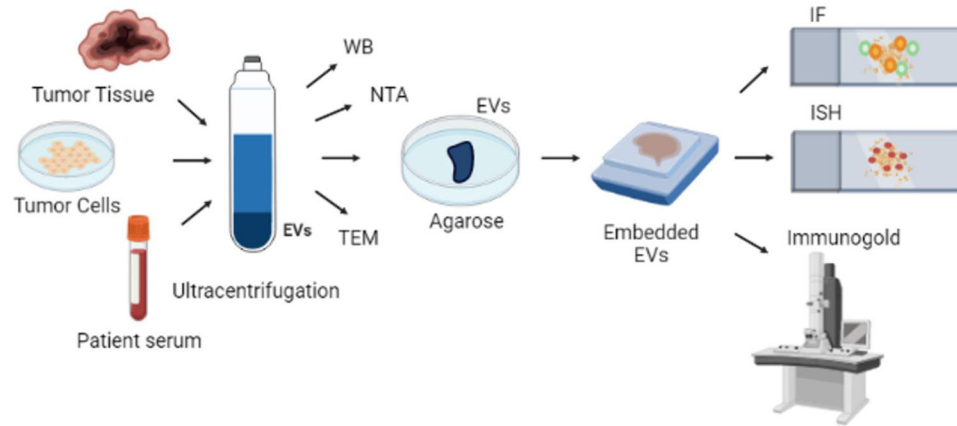 Tumor Tissue
Tumor Cells
Patient serum
EVs
Ultracentrifugation
WB
NTA
TEM
EVs
Agarose
Embedded
EVs
IF
ISH
Immunogold